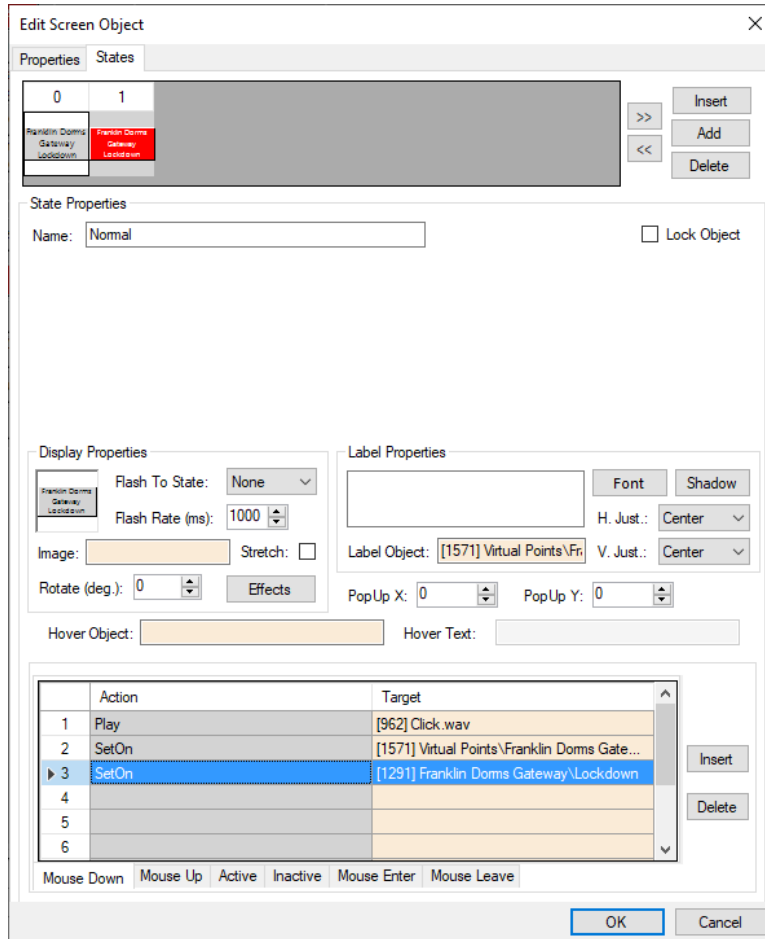 Edit Screen Object
Properties States
0 1
Franklin Dorms
Gateway
Lockdown
Franklin Dorms
Gateway
Lockdown
>>
<<
Insert
Add
Delete
State Properties
Name: Normal
Lock Object
Display Properties
Franklin Dorms
Gateway
Lockdown
Flash To State: None
Flash Rate (ms): 1000
Image: Stretch:
Rotate (deg.): 0 Effects
Label Properties
Font Shadow
H. Just.: Center
Label Object: [1571] Virtual Points\Fr V. Just.: Center
PopUp X: 0 PopUp Y: 0
Hover Object: Hover Text:
Action Target
1 Play [962] Click.wav
2 SetOn [1571] Virtual Points\Franklin Dorms Gate...
3 SetOn [1291] Franklin Dorms Gateway\Lockdown
4
5
6
Insert
Delete
Mouse Down Mouse Up Active Inactive Mouse Enter Mouse Leave
OK Cancel